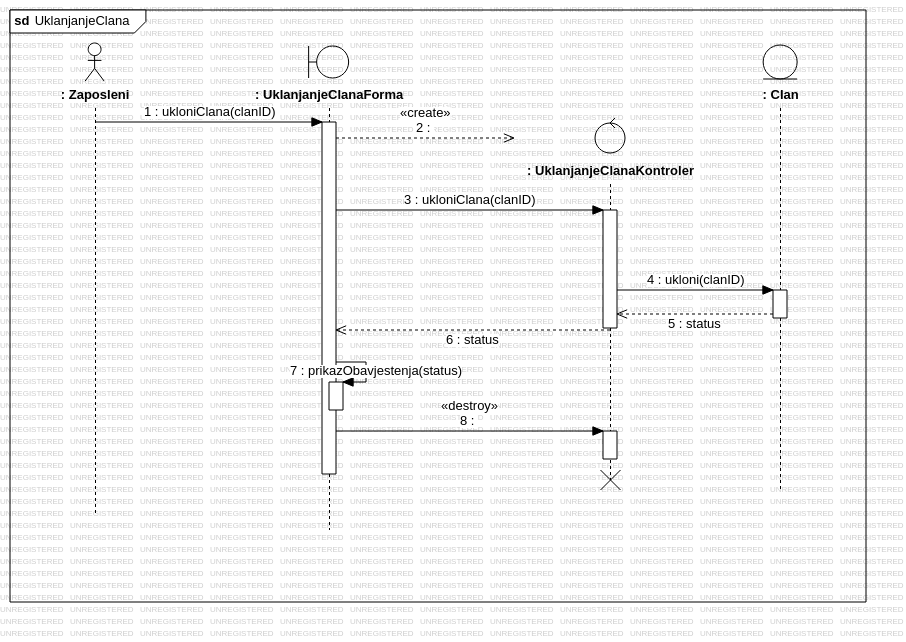 sd UklanjanjeClana
: Zaposleni
: UklanjanjeClanaForma
: Clan
1 : ukloniClana(clanID)
«create»
2 :
: UklanjanjeClanaKontroler
3 : ukloniClana(clanID)
4 : ukloni(clanID)
5 : status
6 : status
7 : prikazObavjestenja(status)
«destroy»
8 :
UNREGISTERED